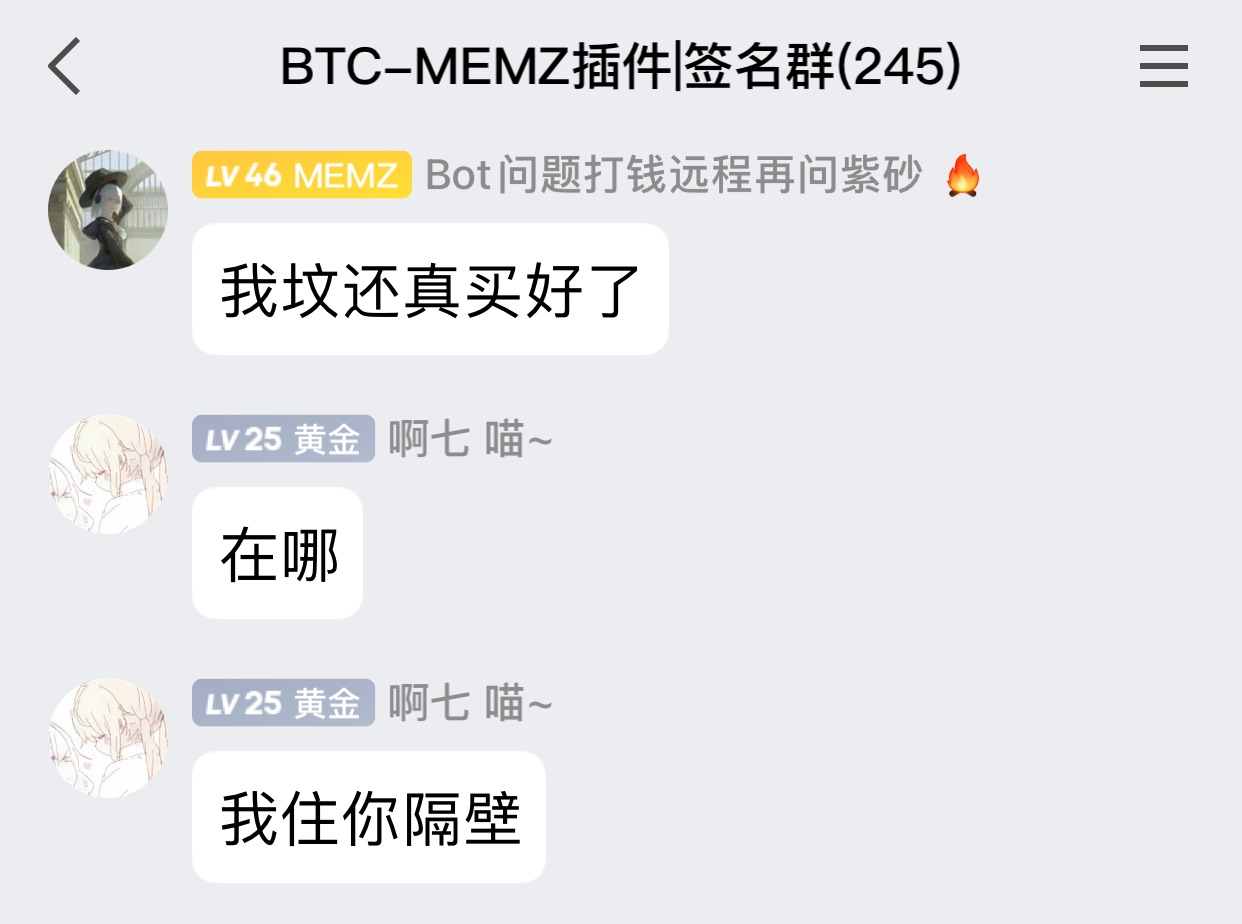 BTC-MEMZ插件|签名群(245)
LV 46 MEMZ Bot问题打钱远程再问紫砂 🔥
我坟还真买好了
LV 25 黄金 啊七 喵~
在哪
LV 25 黄金 啊七 喵~
我住你隔壁